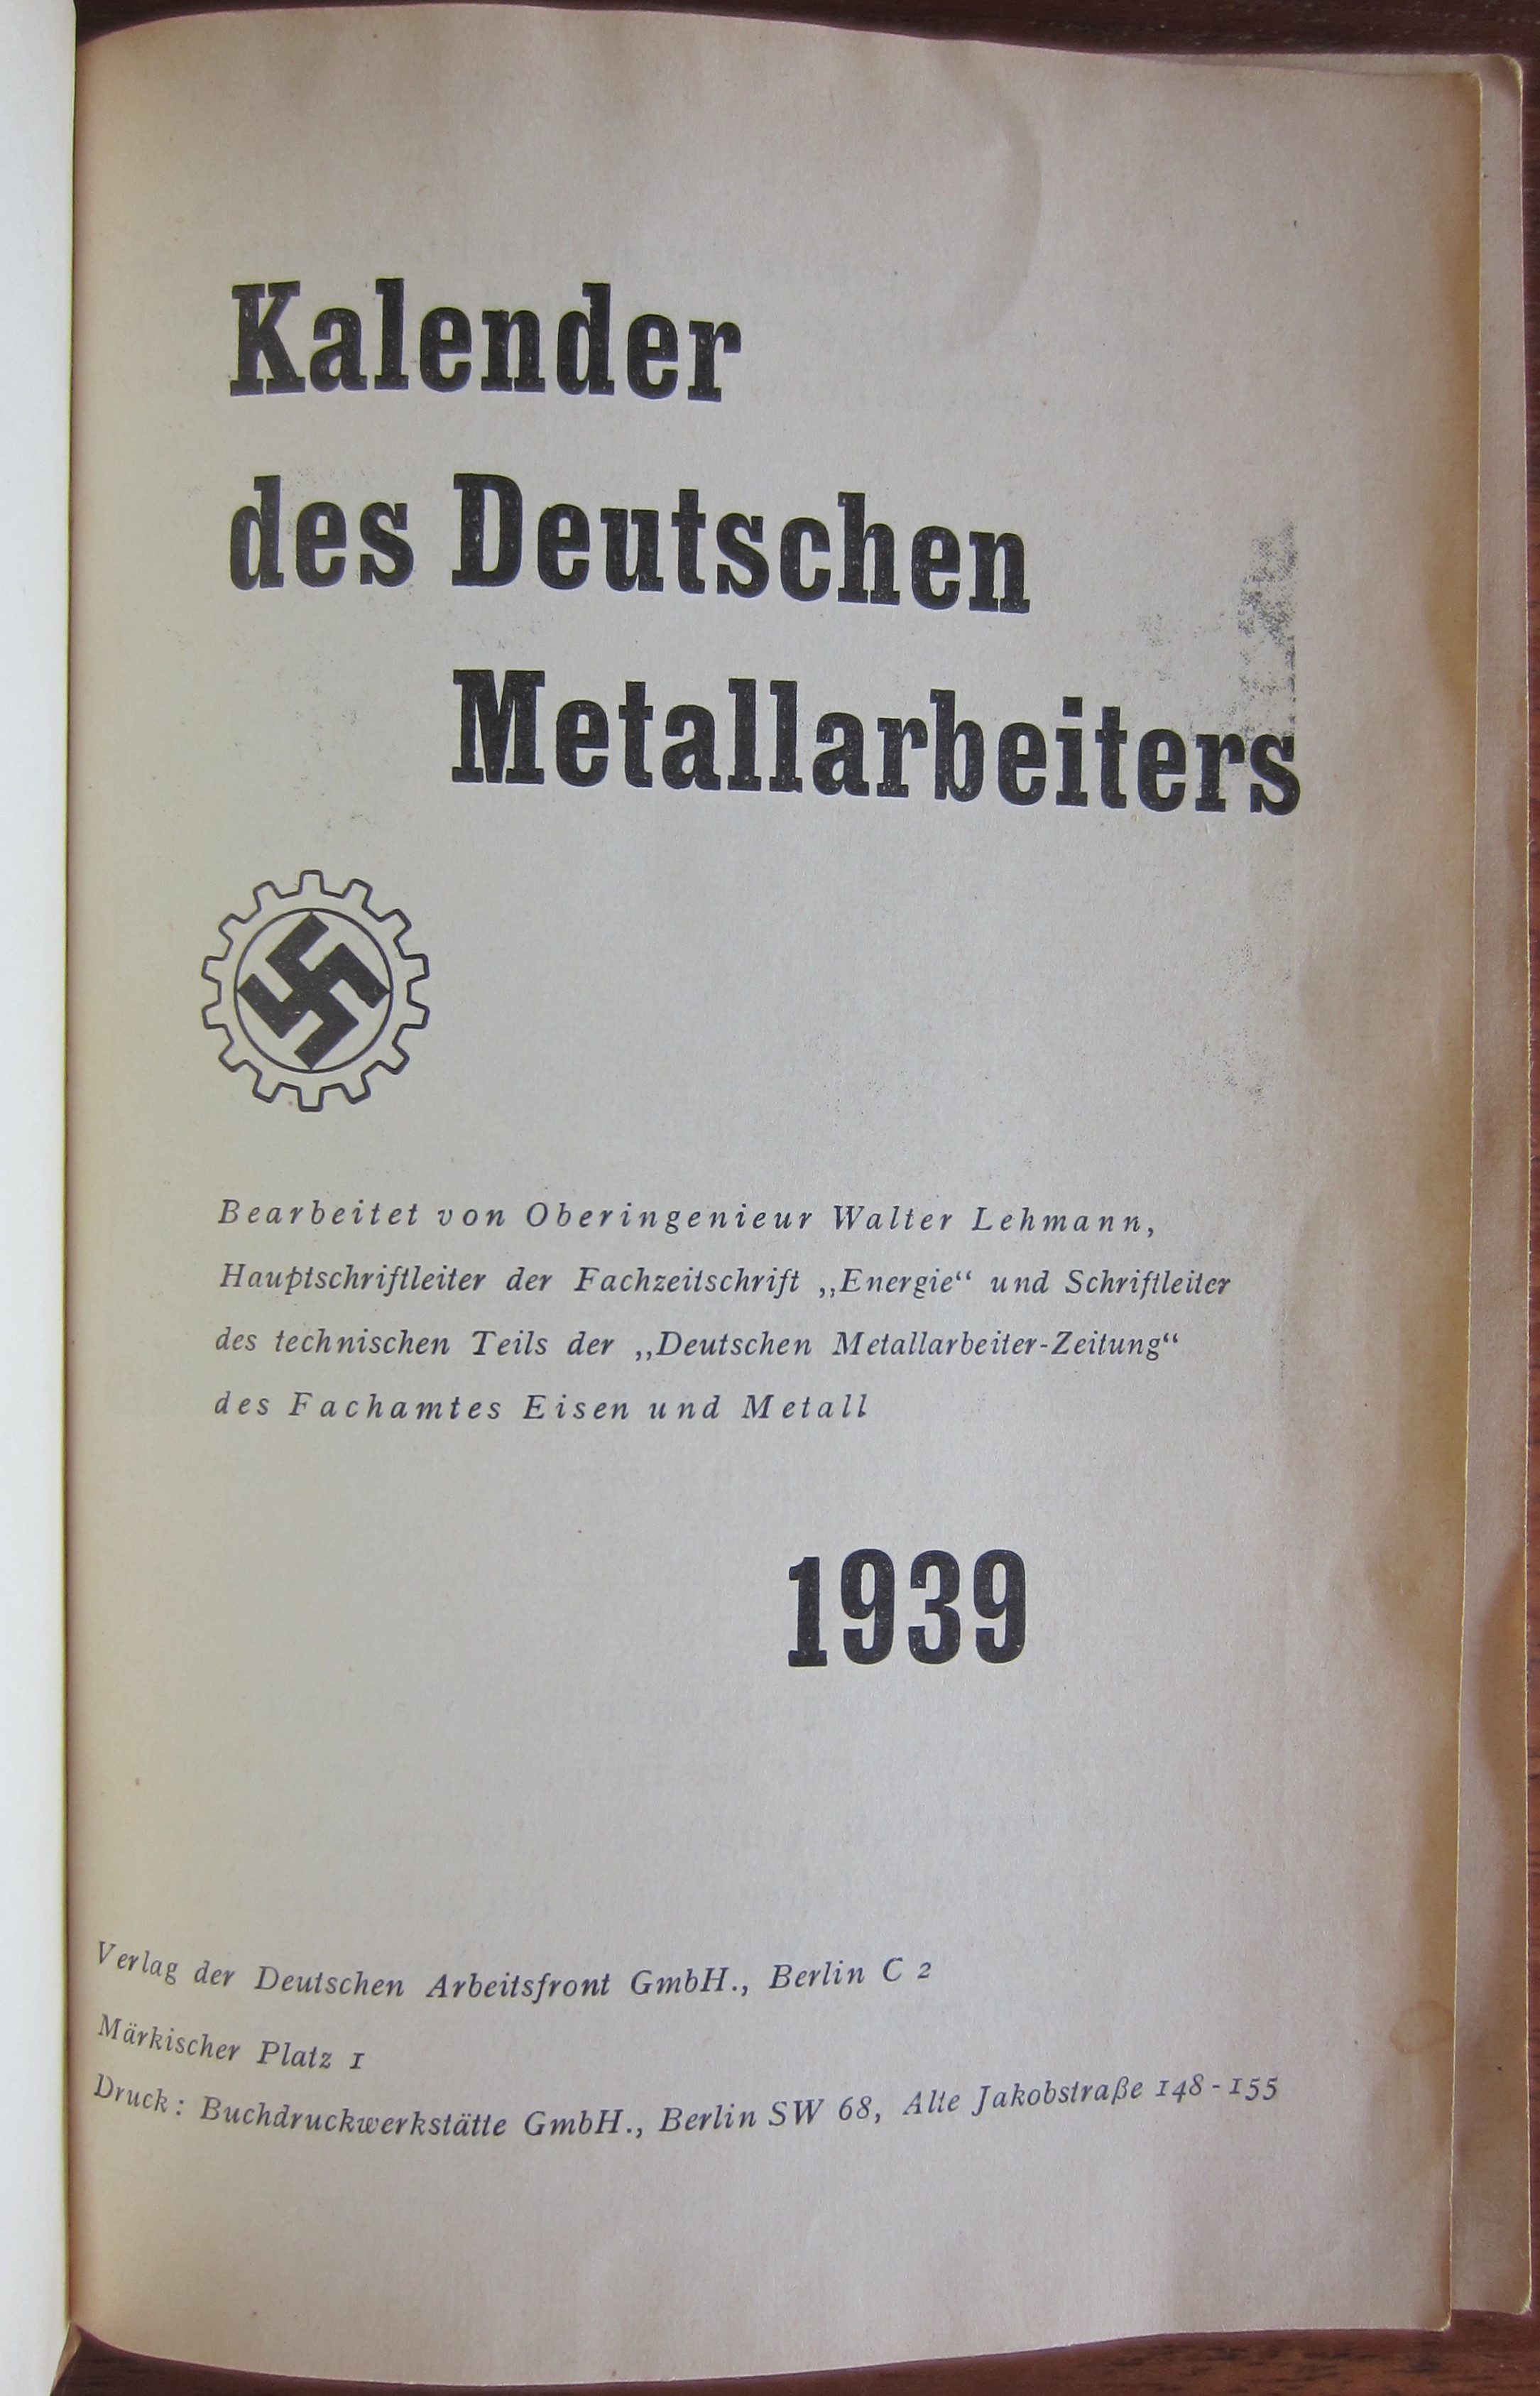 Kalender
des Deutschen
Metallarbeiters
Bearbeitet von Oberingenieur Walter Lehmann,
Hauptschriftleiter der Fachzeitschrift „Energie“ und Schriftleiter
des technischen Teils der „Deutschen Metallarbeiter-Zeitung“
des Fachamtes Eisen und Metall
1939
Verlag der Deutschen Arbeitsfront GmbH., Berlin C 2
Märkischer Platz 1
Druck: Buchdruckwerkstätte GmbH., Berlin SW 68, Alte Jakobstraße 148-155